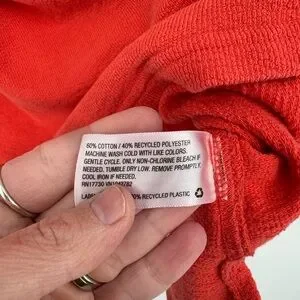 60% COTTON / 40% RECYCLED POLYESTER
MACHINE WASH COLD WITH LIKE COLORS.
GENTLE CYCLE. ONLY NON-CHLORINE BLEACH IF
NEEDED. TUMBLE DRY LOW. REMOVE PROMPTLY.
COOL IRON IF NEEDED.
RN17730
LABEL % RECYCLED PLASTIC